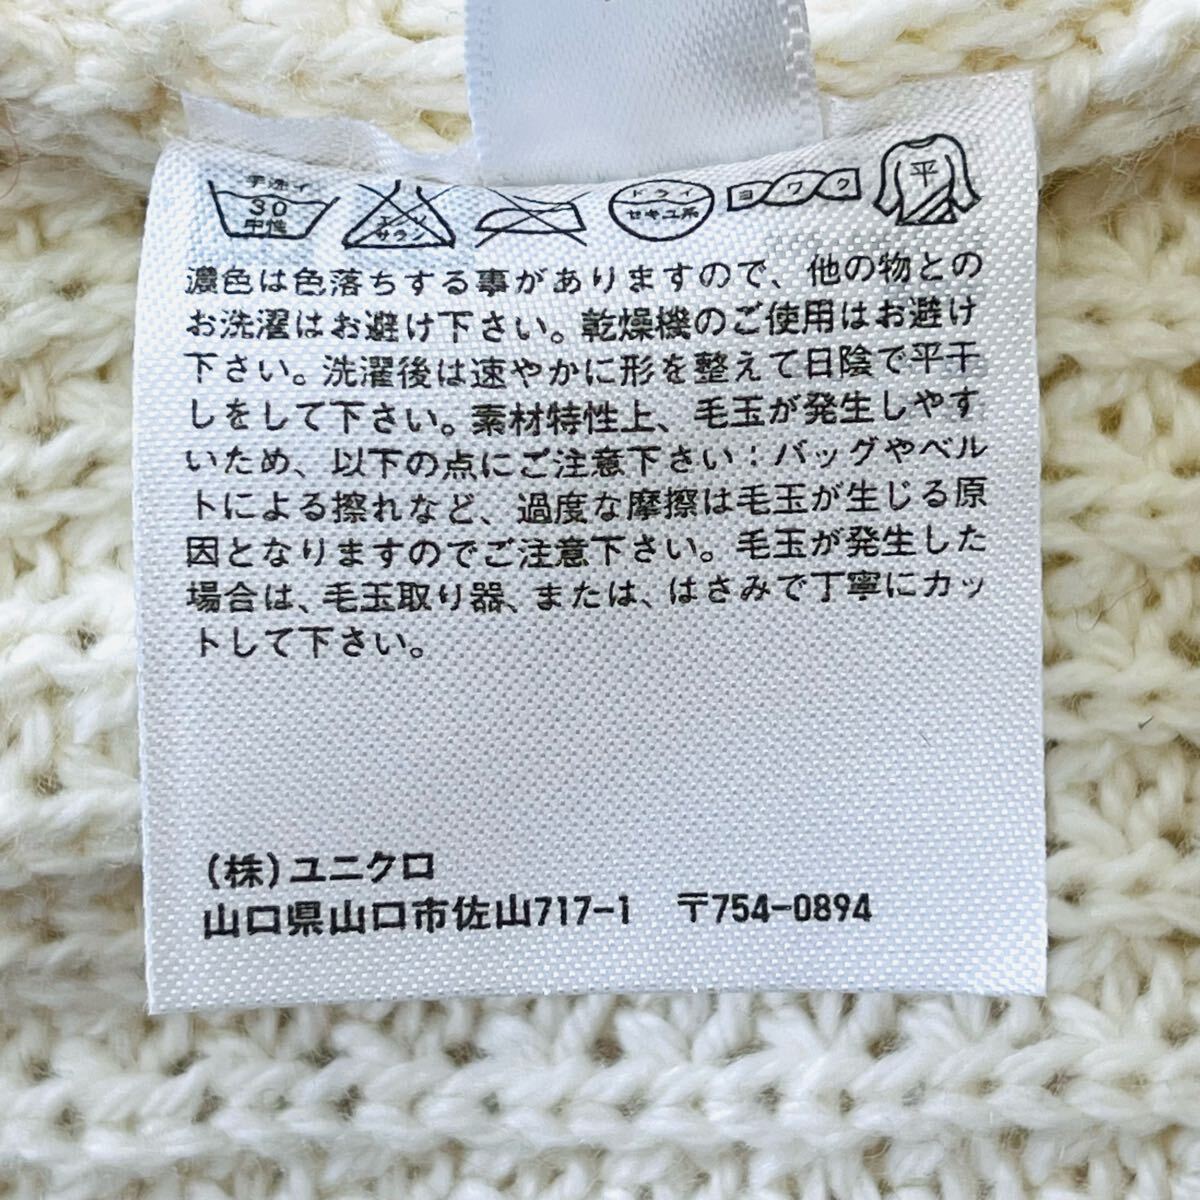 手洗イ
30
中性
エンソ
サラシ
ドライ
セキユ系
ヨワク
平
濃色は色落ちする事がありますので、他の物との
お洗濯はお避け下さい。乾燥機のご使用はお避け
下さい。洗濯後は速やかに形を整えて日陰で平干
しをして下さい。素材特性上、毛玉が発生しやす
いため、以下の点にご注意下さい：バッグやベル
トによる擦れなど、過度な摩擦は毛玉が生じる原
因となりますのでご注意下さい。毛玉が発生した
場合は、毛玉取り器、または、はさみで丁寧にカッ
トして下さい。
(株)ユニクロ
山口県山口市佐山717-1　〒754-0894